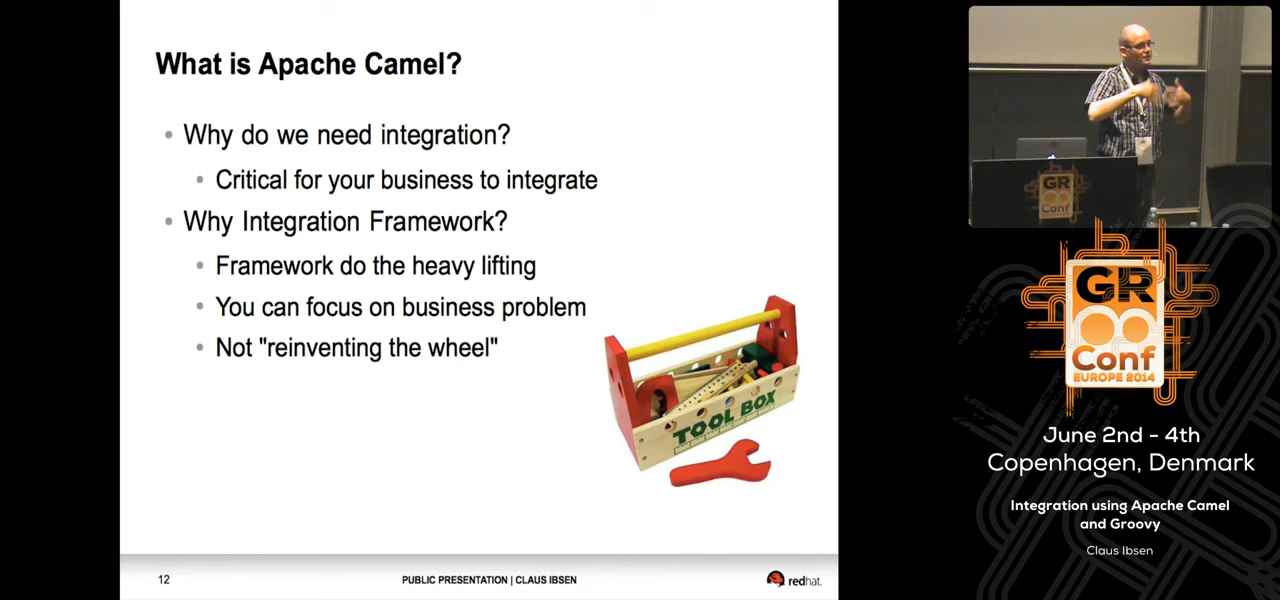 What is Apache Camel?
• Why do we need integration?
• Critical for your business to integrate
• Why Integration Framework?
• Framework do the heavy lifting
• You can focus on business problem
• Not "reinventing the wheel"
TOOL BOX
12
PUBLIC PRESENTATION | CLAUS IBSEN
redhat.
GR
Conf
GR
Conf
EUROPE 2014
June 2nd - 4th
Copenhagen, Denmark
Integration using Apache Camel
and Groovy
Claus Ibsen